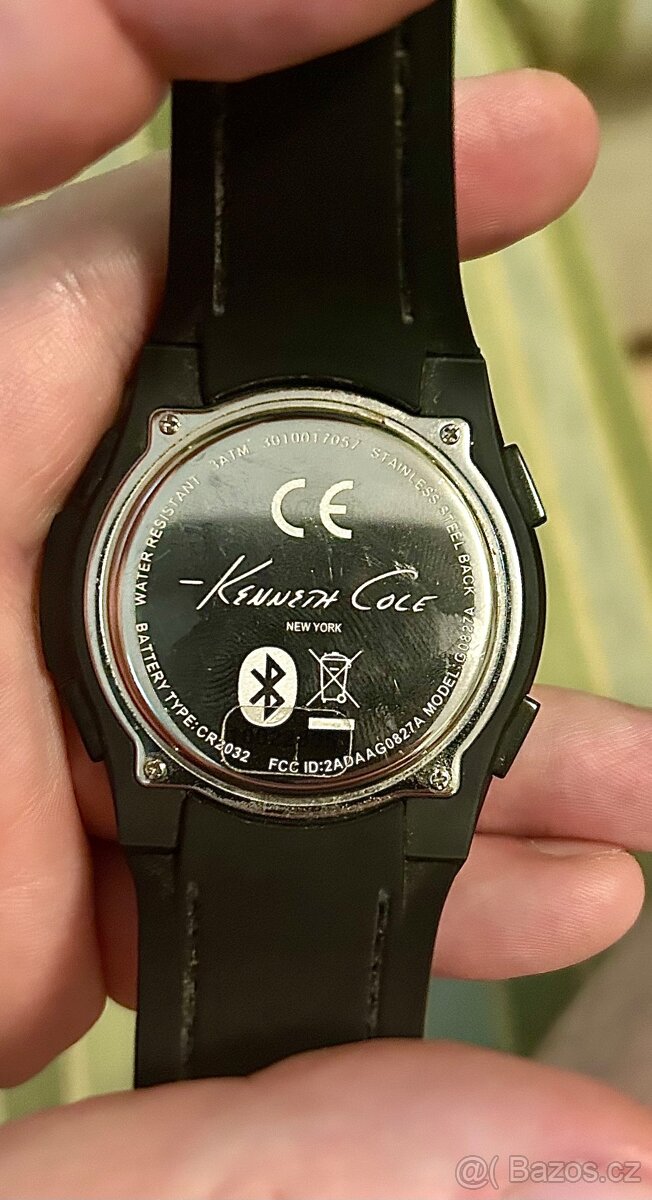 WATER RESISTANT 3ATM 3010017057 STAINLESS STEEL BACK
CE
KENNETH COLE
NEW YORK
BATTERY TYPE:CR2032 FCC ID:2ADAAG0827A MODEL:G0827A
@( Bazos.cz